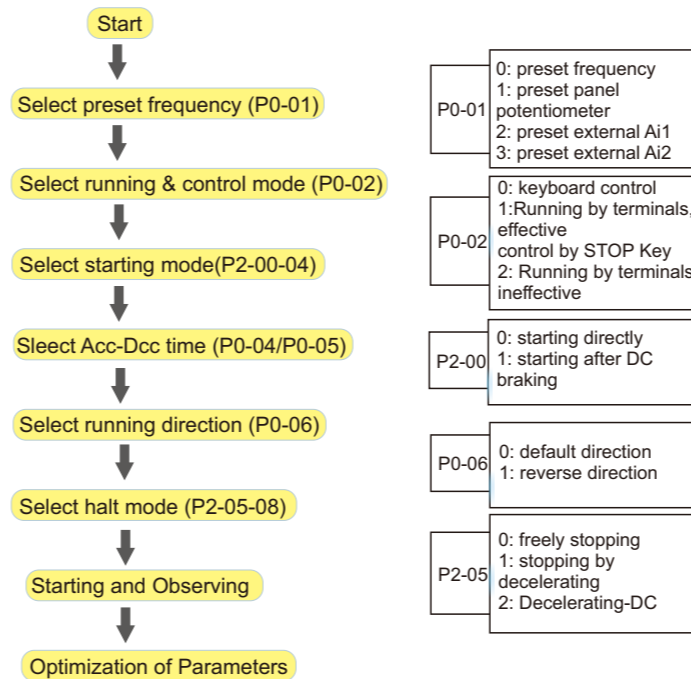 Start
Select preset frequency (P0-01)
Select running & control mode (P0-02)
Select starting mode(P2-00-04)
Sleect Acc-Dcc time (P0-04/P0-05)
Select running direction (P0-06)
Select halt mode (P2-05-08)
Starting and Observing
Optimization of Parameters
P0-01
0: preset frequency
1: preset panel
potentiometer
2: preset external Ai1
3: preset external Ai2
P0-02
0: keyboard control
1:Running by terminals,
effective
control by STOP Key
2: Running by terminals
ineffective
P2-00
0: starting directly
1: starting after DC
braking
P0-06
0: default direction
1: reverse direction
P2-05
0: freely stopping
1: stopping by
decelerating
2: Decelerating-DC